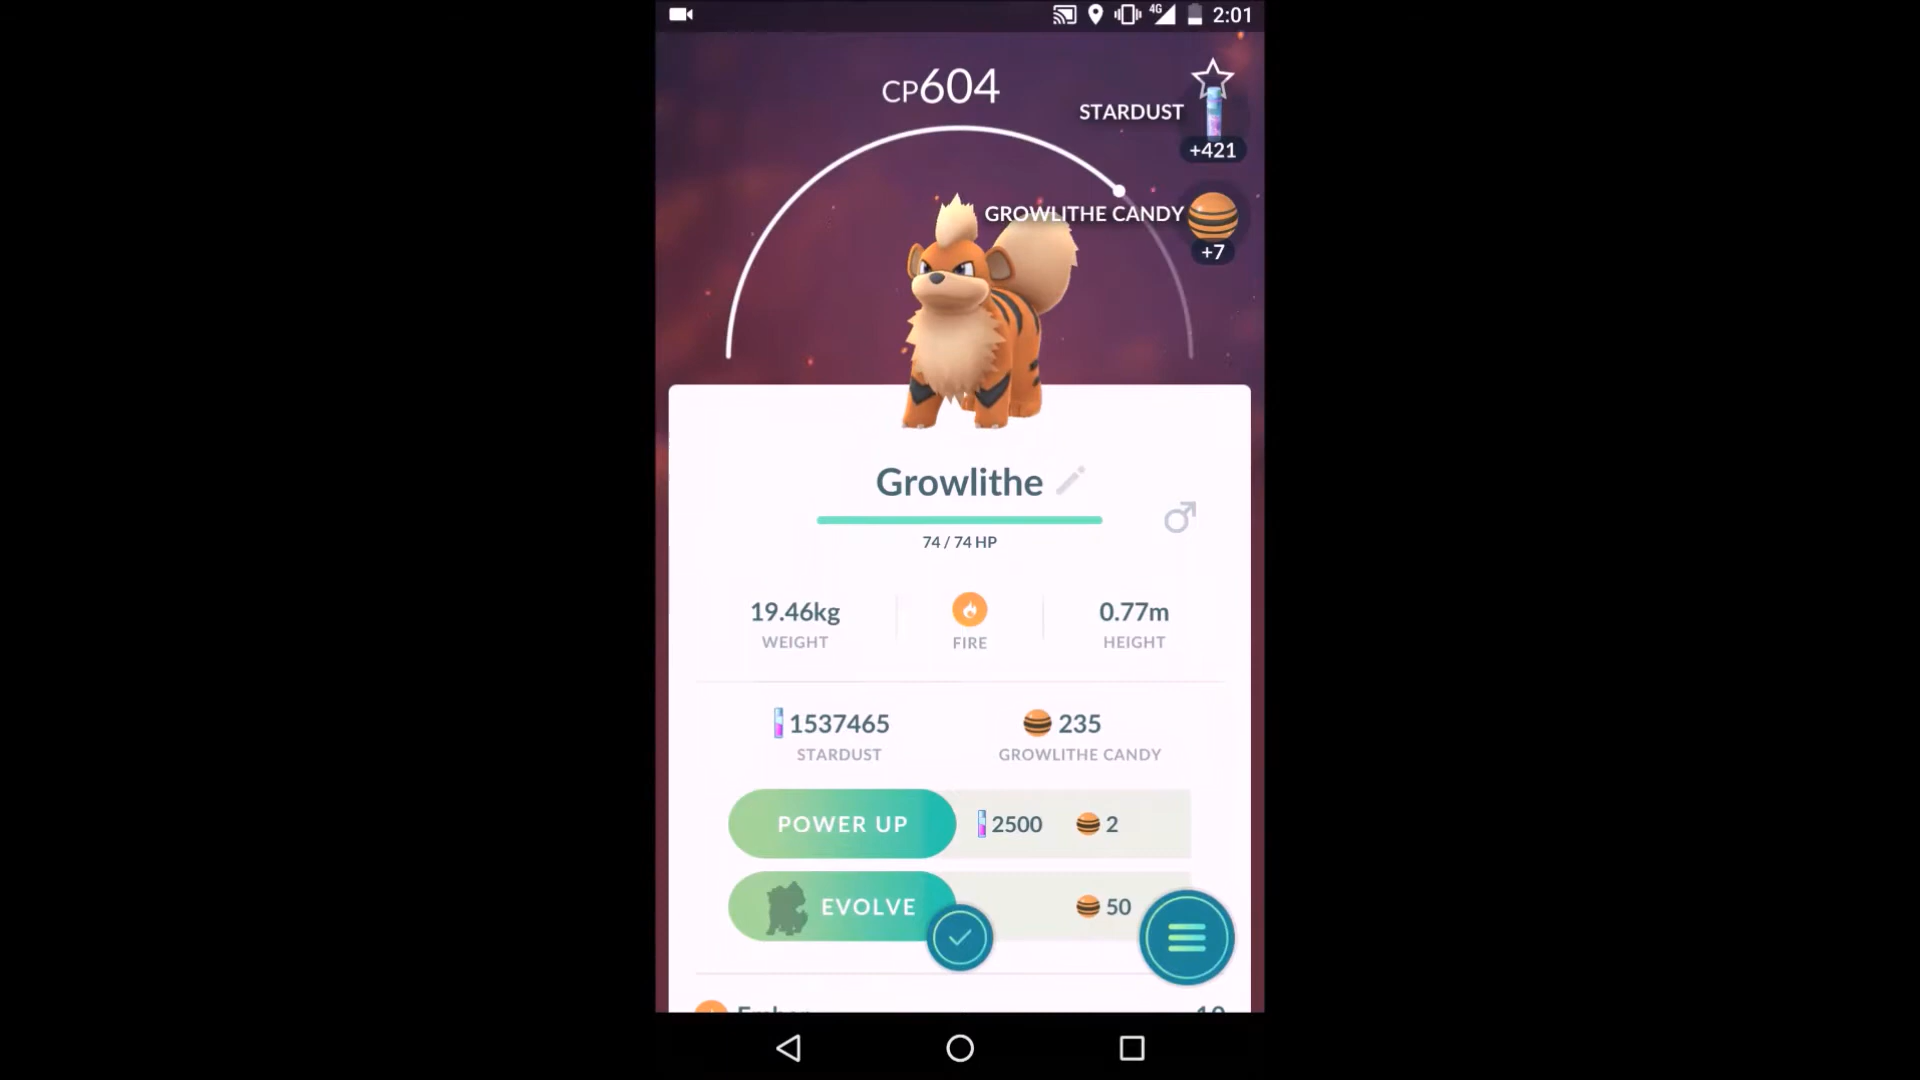 4G 2:01
CP604
STARDUST
+421
GROWLITHE CANDY
+7
Growlithe
74 / 74 HP
19.46kg
WEIGHT
FIRE
0.77m
HEIGHT
1537465
STARDUST
235
GROWLITHE CANDY
POWER UP 2500 2
EVOLVE 50